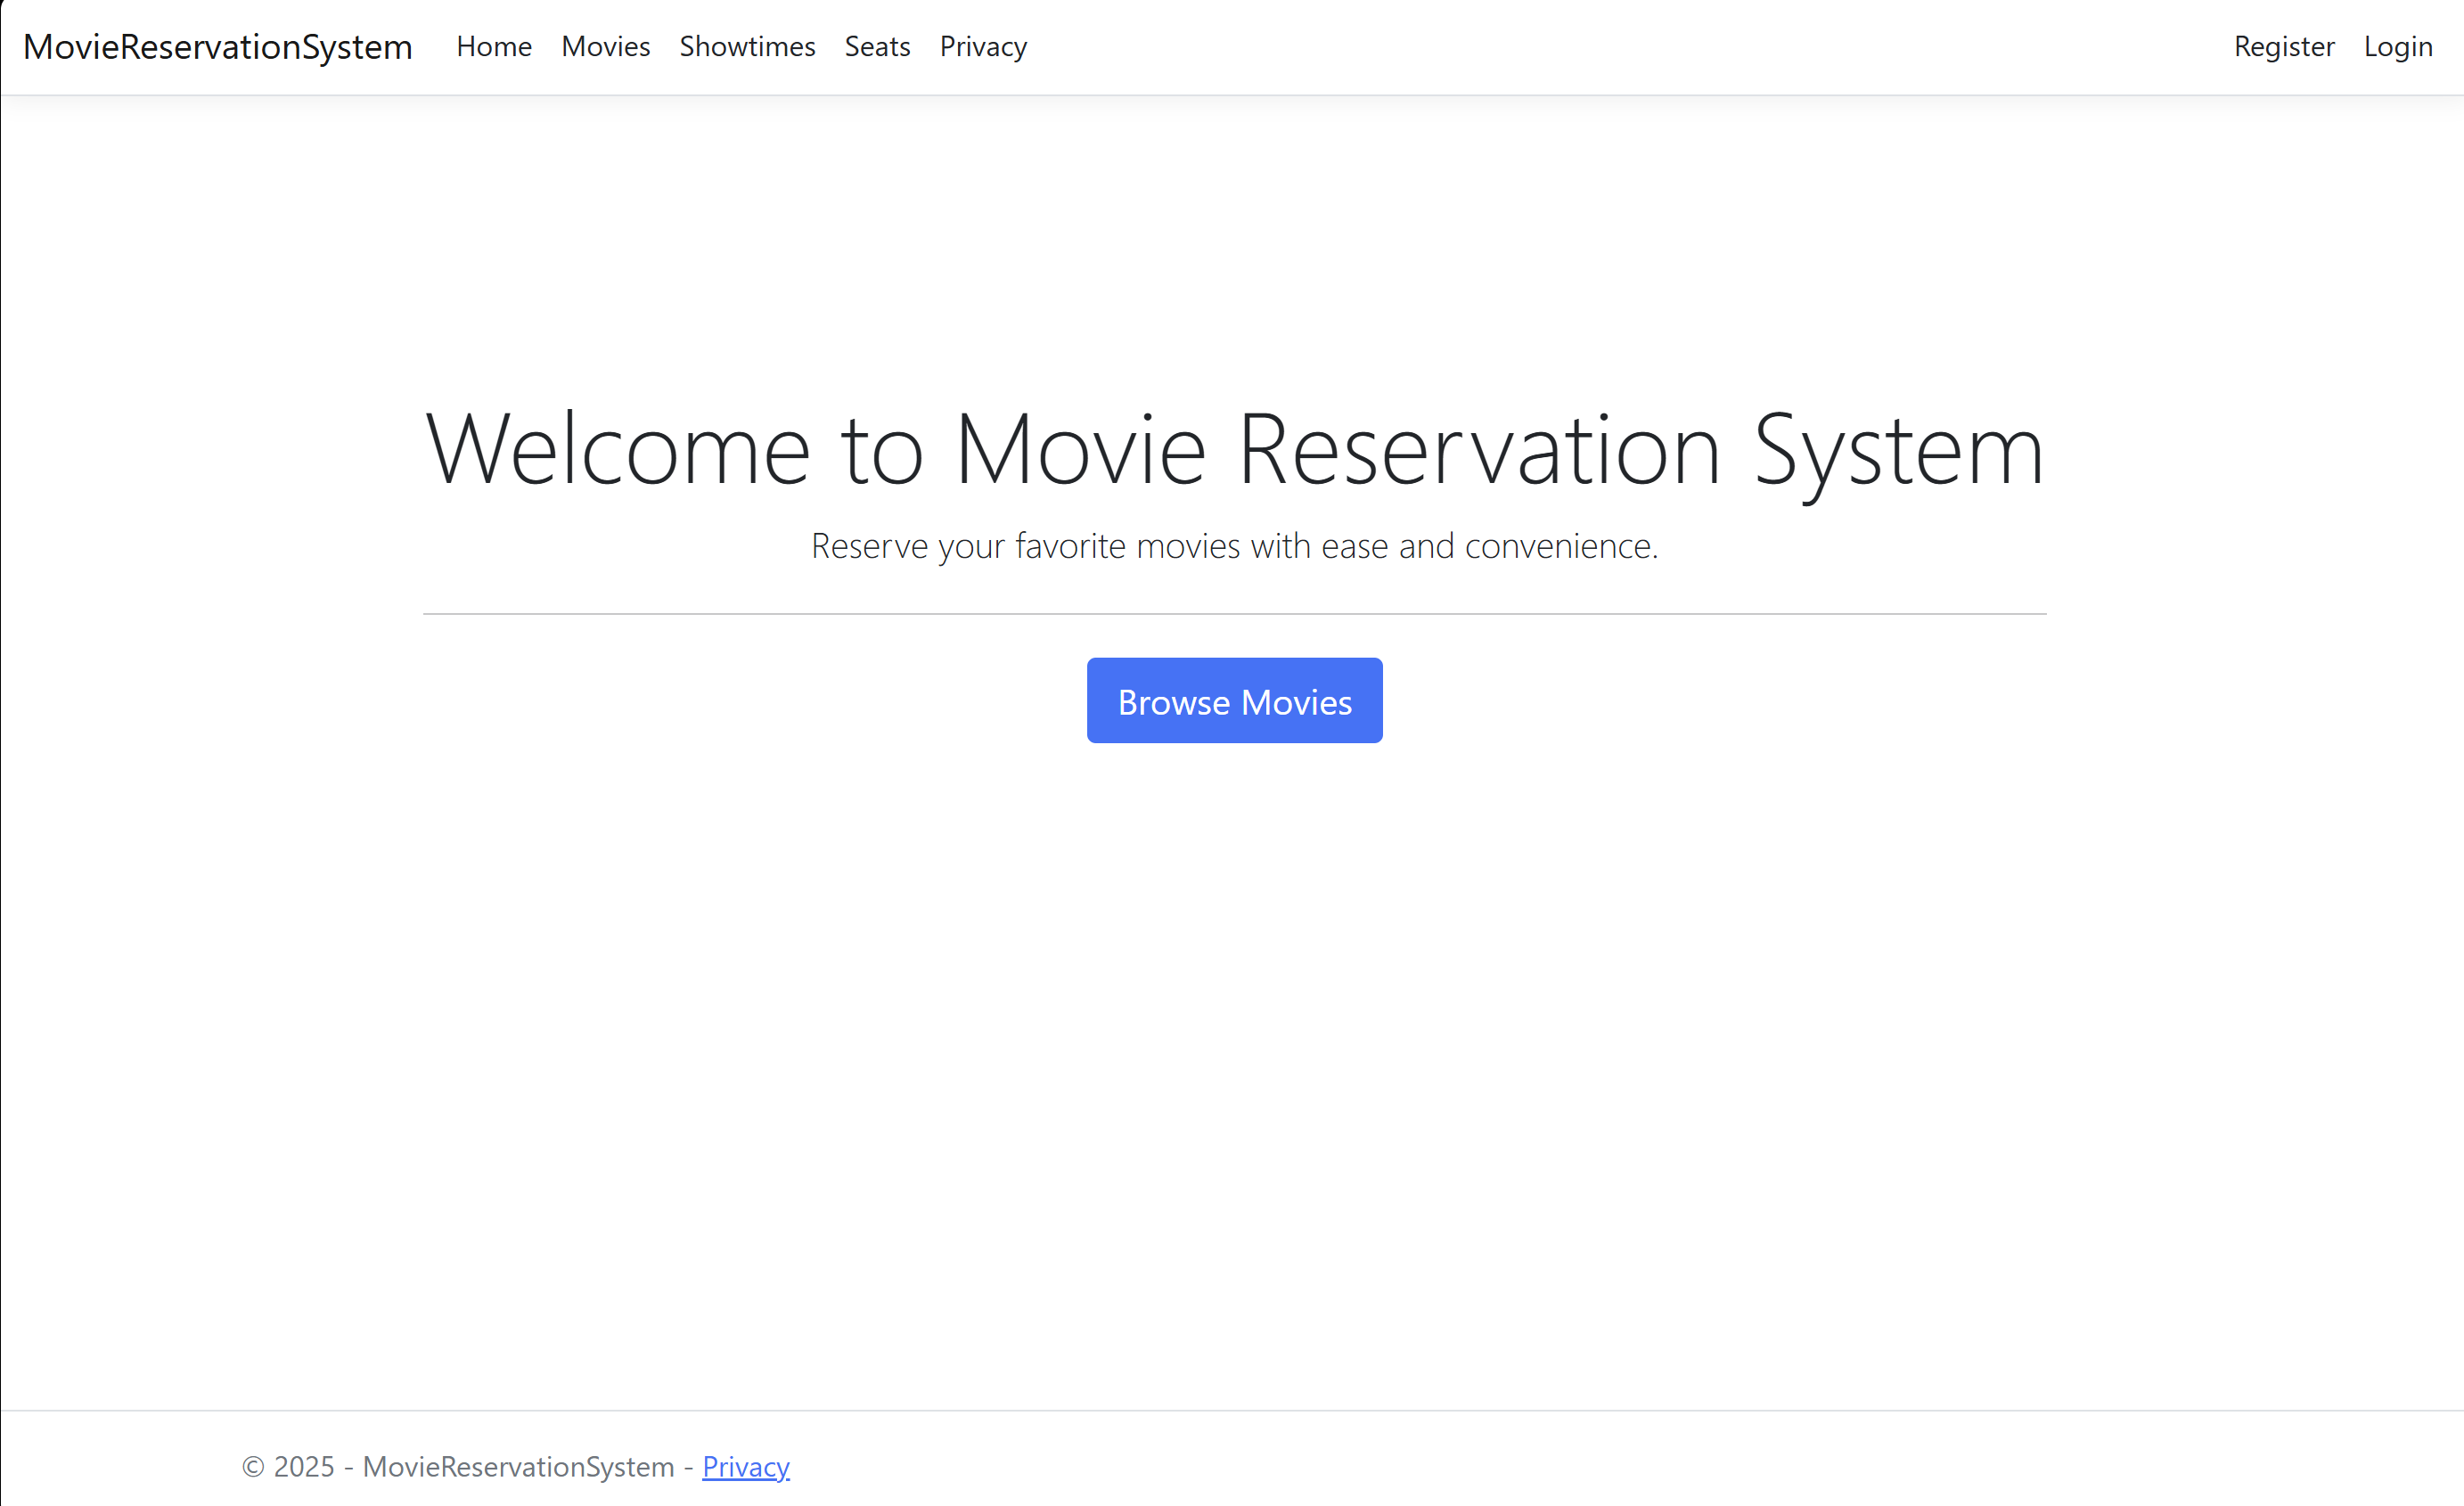 MovieReservationSystem Home Movies Showtimes Seats Privacy Register Login
Welcome to Movie Reservation System
Reserve your favorite movies with ease and convenience.
Browse Movies
© 2025 - MovieReservationSystem - Privacy